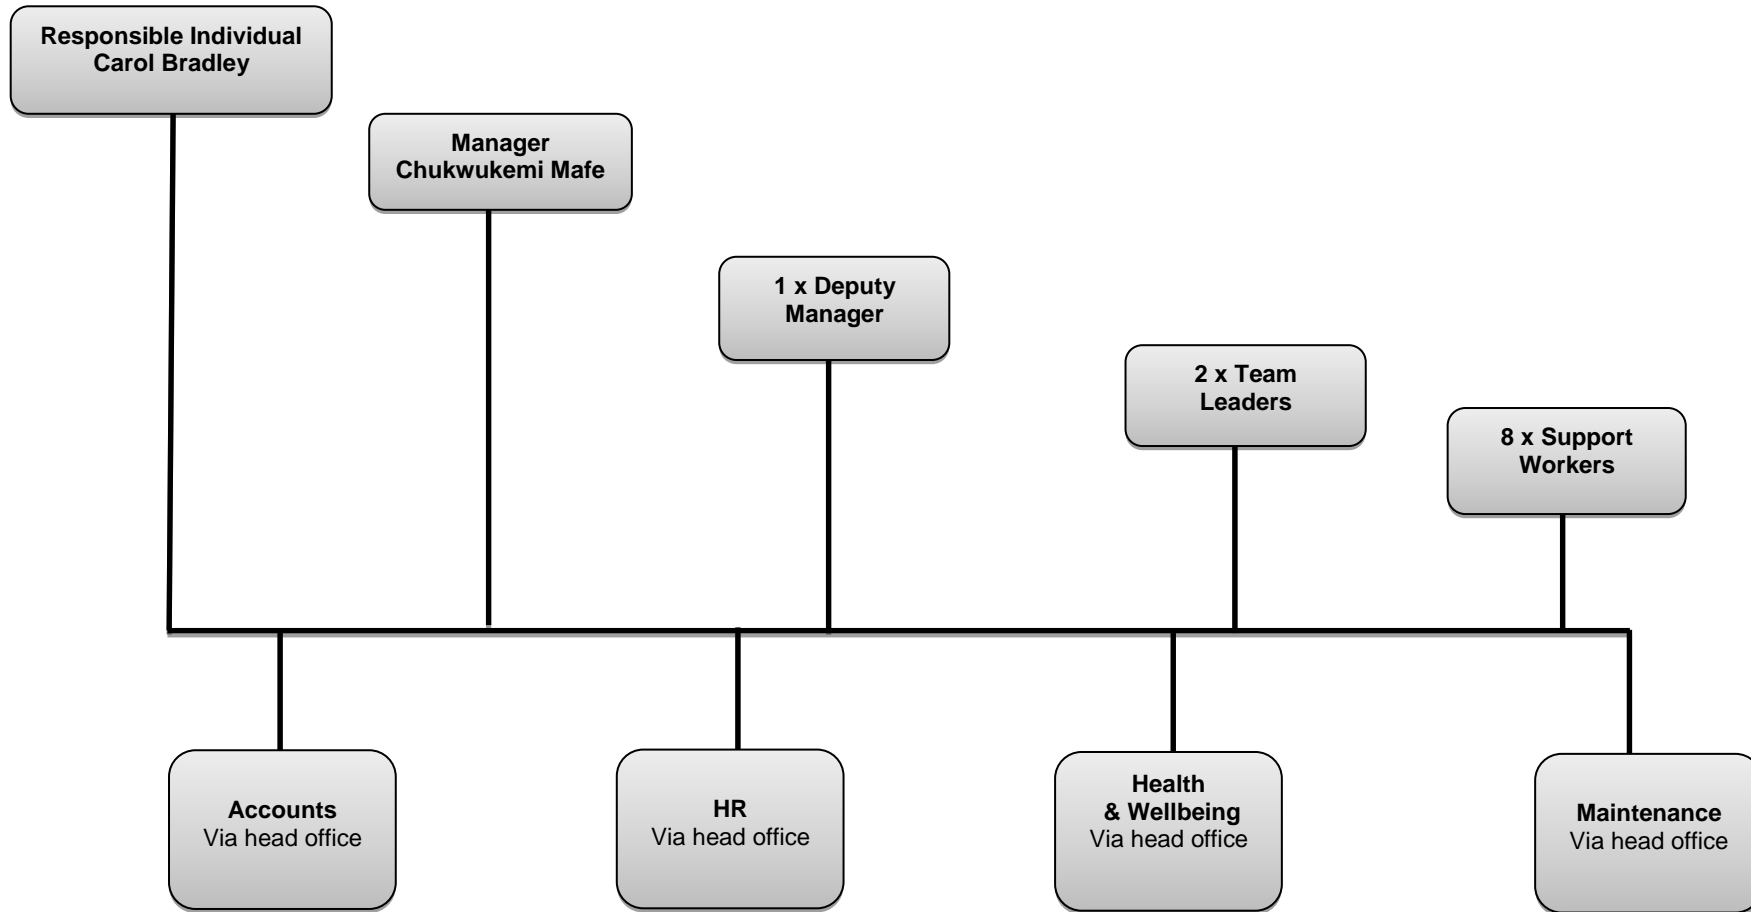 Responsible Individual
Carol Bradley
Manager
Chukwukemi Mafe
1 x Deputy
Manager
2 x Team
Leaders
8 x Support
Workers
Accounts
Via head office
HR
Via head office
Health
& Wellbeing
Via head office
Maintenance
Via head office